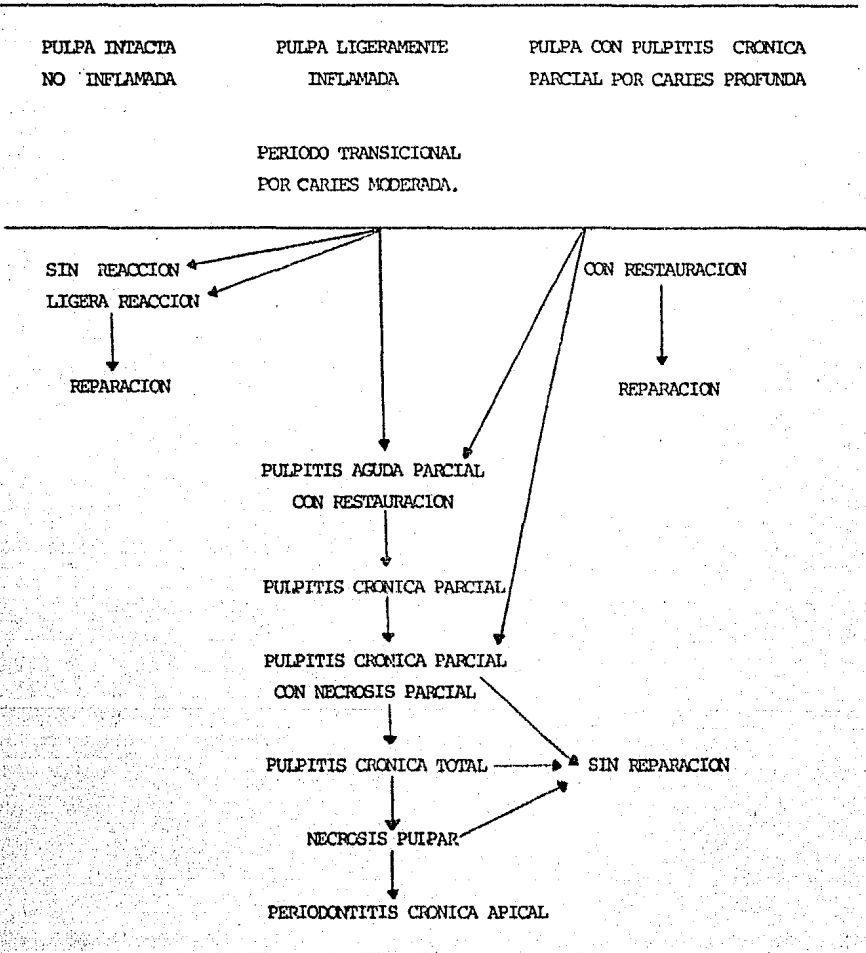 PULPA INTACTA
NO INFLAMADA
PULPA LIGERAMENTE
INFLAMADA
PULPA CON PULPITIS CRONICA
PARCIAL POR CARIES PROFUNDA
PERIODO TRANSICIONAL
POR CARIES MODERADA.
SIN REACCION
LIGERA REACCION
REPARACION
CON RESTAURACION
REPARACION
PULPITIS AGUDA PARCIAL
CON RESTAURACION
PULPITIS CRONICA PARCIAL
PULPITIS CRONICA PARCIAL
CON NECROSIS PARCIAL
PULPITIS CRONICA TOTAL
SIN REPARACION
NECROSIS PULPAR
PERIODONTITIS CRONICA APICAL